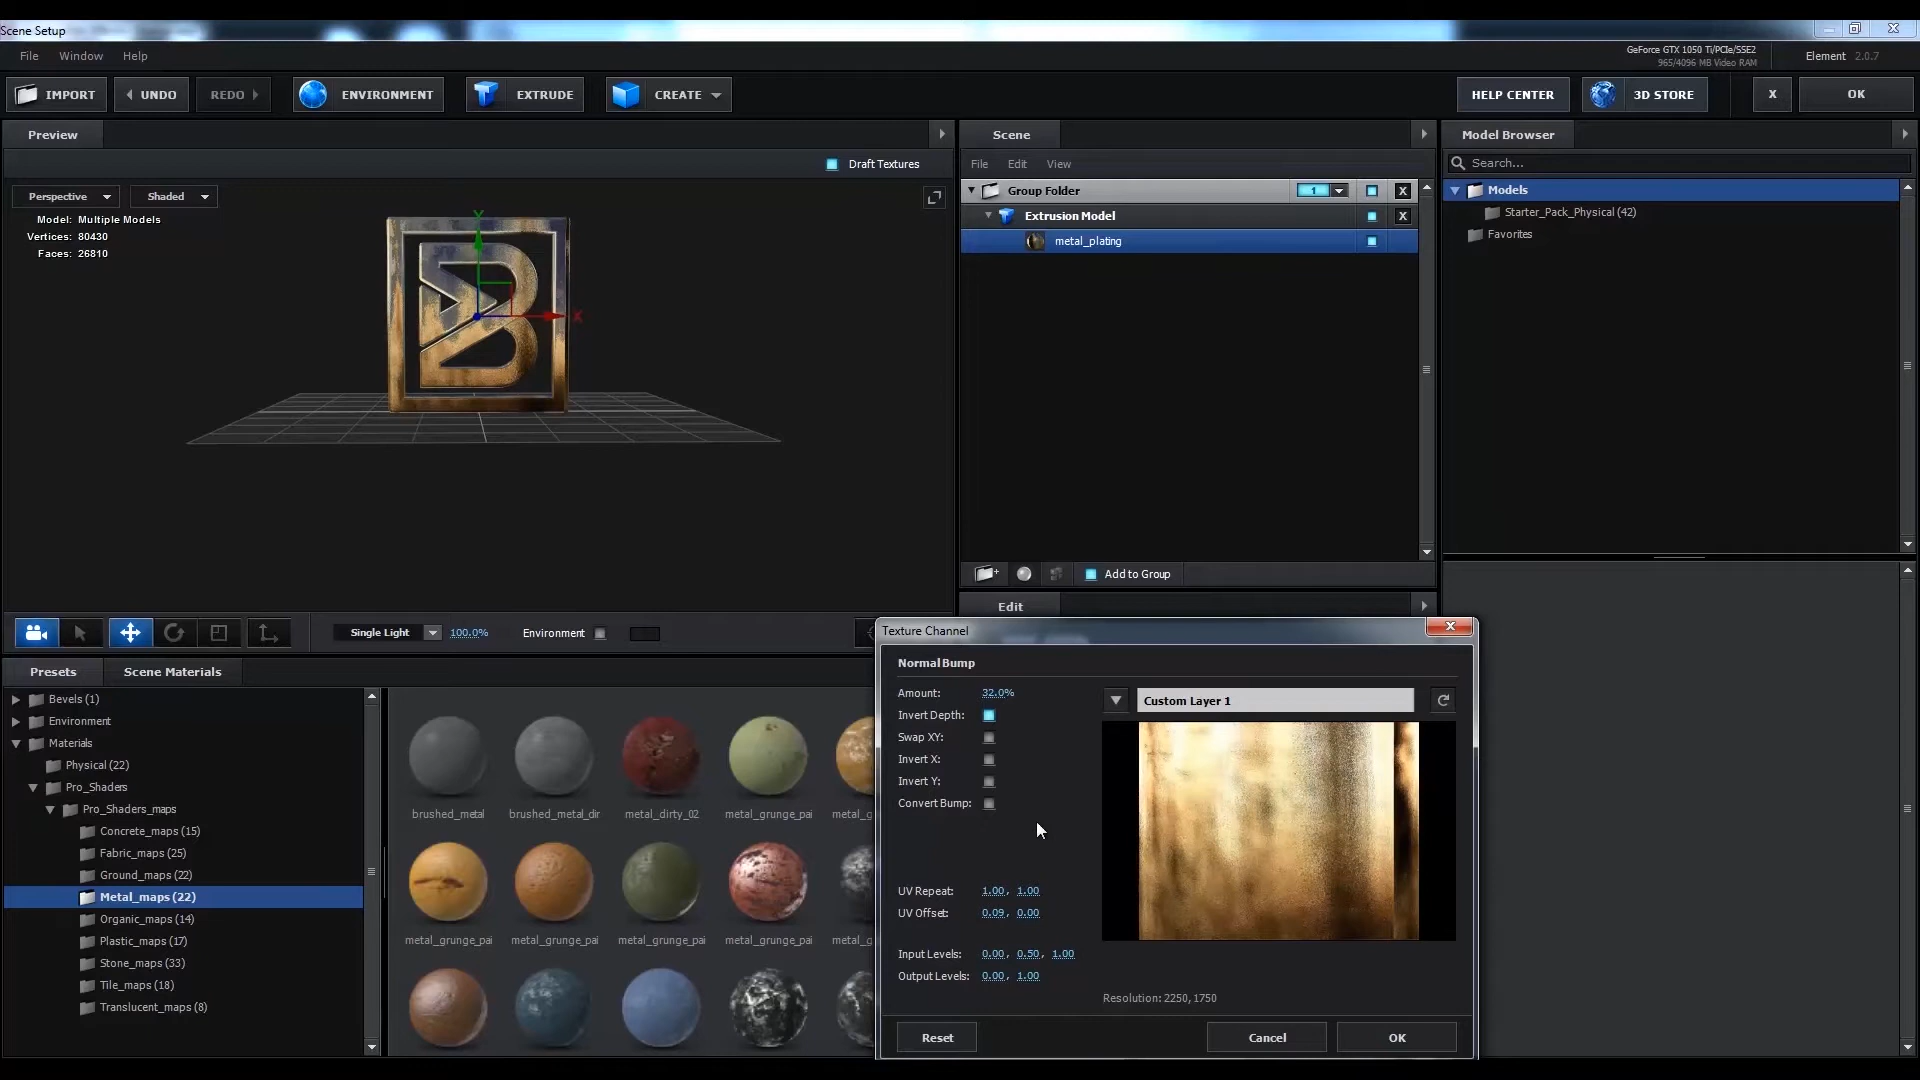 Scene Setup
File Window Help
GeForce GTX 1050 Ti/PCIe/SSE2
965/4096 MB Video RAM
Element 2.0.7
IMPORT UNDO REDO ENVIRONMENT EXTRUDE CREATE HELP CENTER 3D STORE X OK
Preview
Draft Textures
Perspective Shaded
Model: Multiple Models
Vertices: 80430
Faces: 26810
Y
X
Single Light 100.0% Environment
Scene
File Edit View
Group Folder 1 X
Extrusion Model X
metal_plating
Add to Group
Edit
Model Browser
Search...
Models
Starter_Pack_Physical (42)
Favorites
Presets Scene Materials
Bevels (1)
Environment
Materials
Physical (22)
Pro_Shaders
Pro_Shaders_maps
Concrete_maps (15)
Fabric_maps (25)
Ground_maps (22)
Metal_maps (22)
Organic_maps (14)
Plastic_maps (17)
Stone_maps (33)
Tile_maps (18)
Translucent_maps (8)
brushed_metal brushed_metal_dir metal_dirty_02 metal_grunge_pai metal_g
metal_grunge_pai metal_grunge_pai metal_grunge_pai metal_grunge_pai metal_g
Texture Channel
Normal Bump
Amount: 32.0%
Invert Depth:
Swap XY:
Invert X:
Invert Y:
Convert Bump:
UV Repeat: 1.00, 1.00
UV Offset: 0.09, 0.00
Input Levels: 0.00, 0.50, 1.00
Output Levels: 0.00, 1.00
Custom Layer 1
Resolution: 2250, 1750
Reset Cancel OK